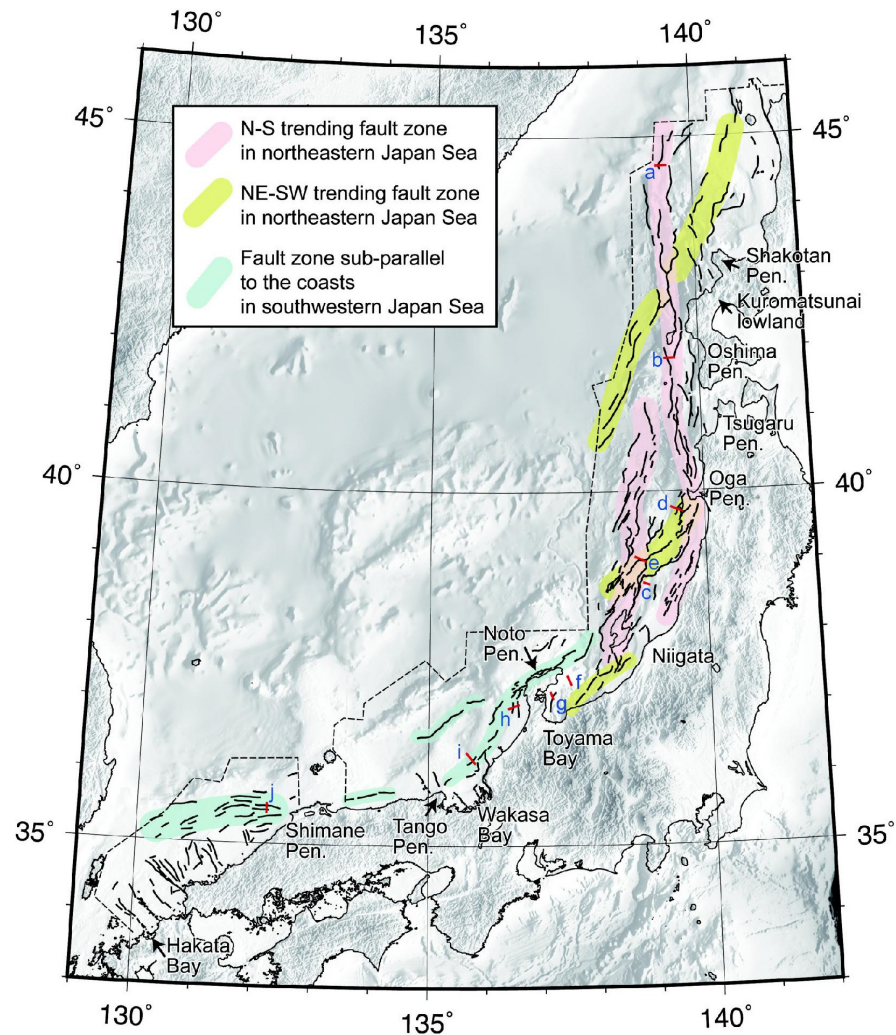 130°
135°
140°
45°
45°
N-S trending fault zone
in northeastern Japan Sea
NE-SW trending fault zone
in northeastern Japan Sea
Fault zone sub-parallel
to the coasts
in southwestern Japan Sea
a
Shakotan
Pen.
Kuromatsunai
lowland
b
Oshima
Pen.
Tsugaru
Pen.
40°
40°
Oga
Pen.
d
e
c
Noto
Pen.
Niigata
f
g
h
Toyama
Bay
i
j
35°
35°
Shimane
Pen.
Tango
Pen.
Wakasa
Bay
Hakata
Bay
130°
135°
140°